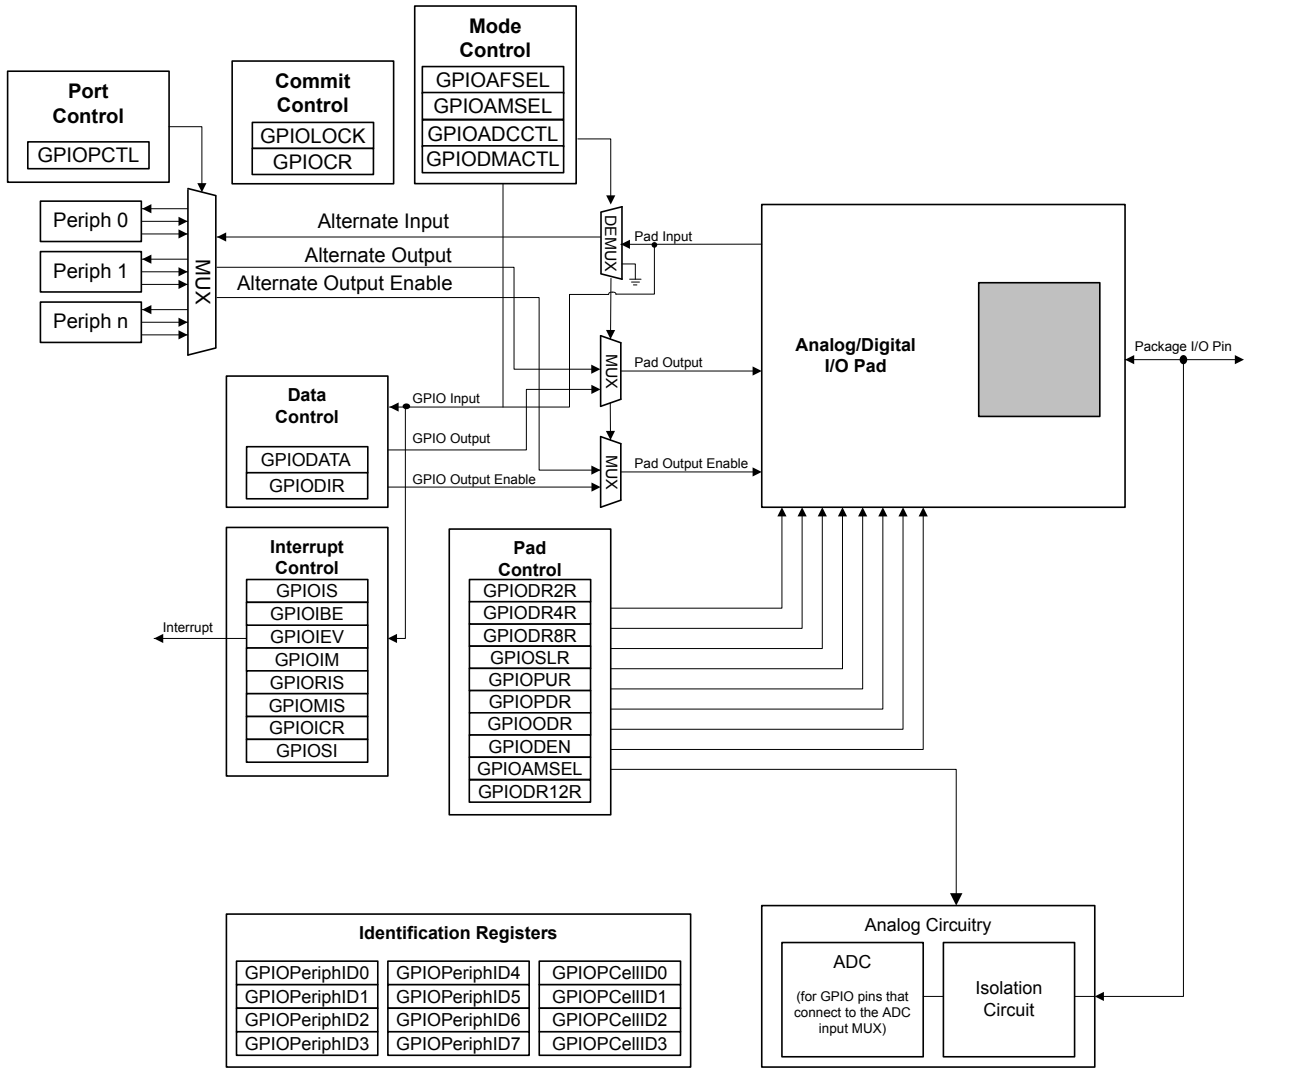 Mode
Control
GPIOAFSEL
GPIOAMSEL
GPIOADCCTL
GPIODMACTL
Commit
Control
GPIOLOCK
GPIOCR
Port
Control
GPIOPCTL
Periph 0
Periph 1
Periph n
MUX
Alternate Input
Alternate Output
Alternate Output Enable
DEMUX
Pad Input
MUX
Pad Output
MUX
Pad Output Enable
Analog/Digital
I/O Pad
Package I/O Pin
Data
Control
GPIODATA
GPIODIR
GPIO Input
GPIO Output
GPIO Output Enable
Interrupt
Control
GPIOIS
GPIOIBE
GPIOIEV
GPIOIM
GPIORIS
GPIOMIS
GPIOICR
GPIOSI
Interrupt
Pad
Control
GPIODR2R
GPIODR4R
GPIODR8R
GPIOSLR
GPIOPUR
GPIOPDR
GPIOODR
GPIODEN
GPIOAMSEL
GPIODR12R
Identification Registers
GPIOPeriphID0
GPIOPeriphID1
GPIOPeriphID2
GPIOPeriphID3
GPIOPeriphID4
GPIOPeriphID5
GPIOPeriphID6
GPIOPeriphID7
GPIOPCellID0
GPIOPCellID1
GPIOPCellID2
GPIOPCellID3
Analog Circuitry
ADC
(for GPIO pins that
connect to the ADC
input MUX)
Isolation
Circuit